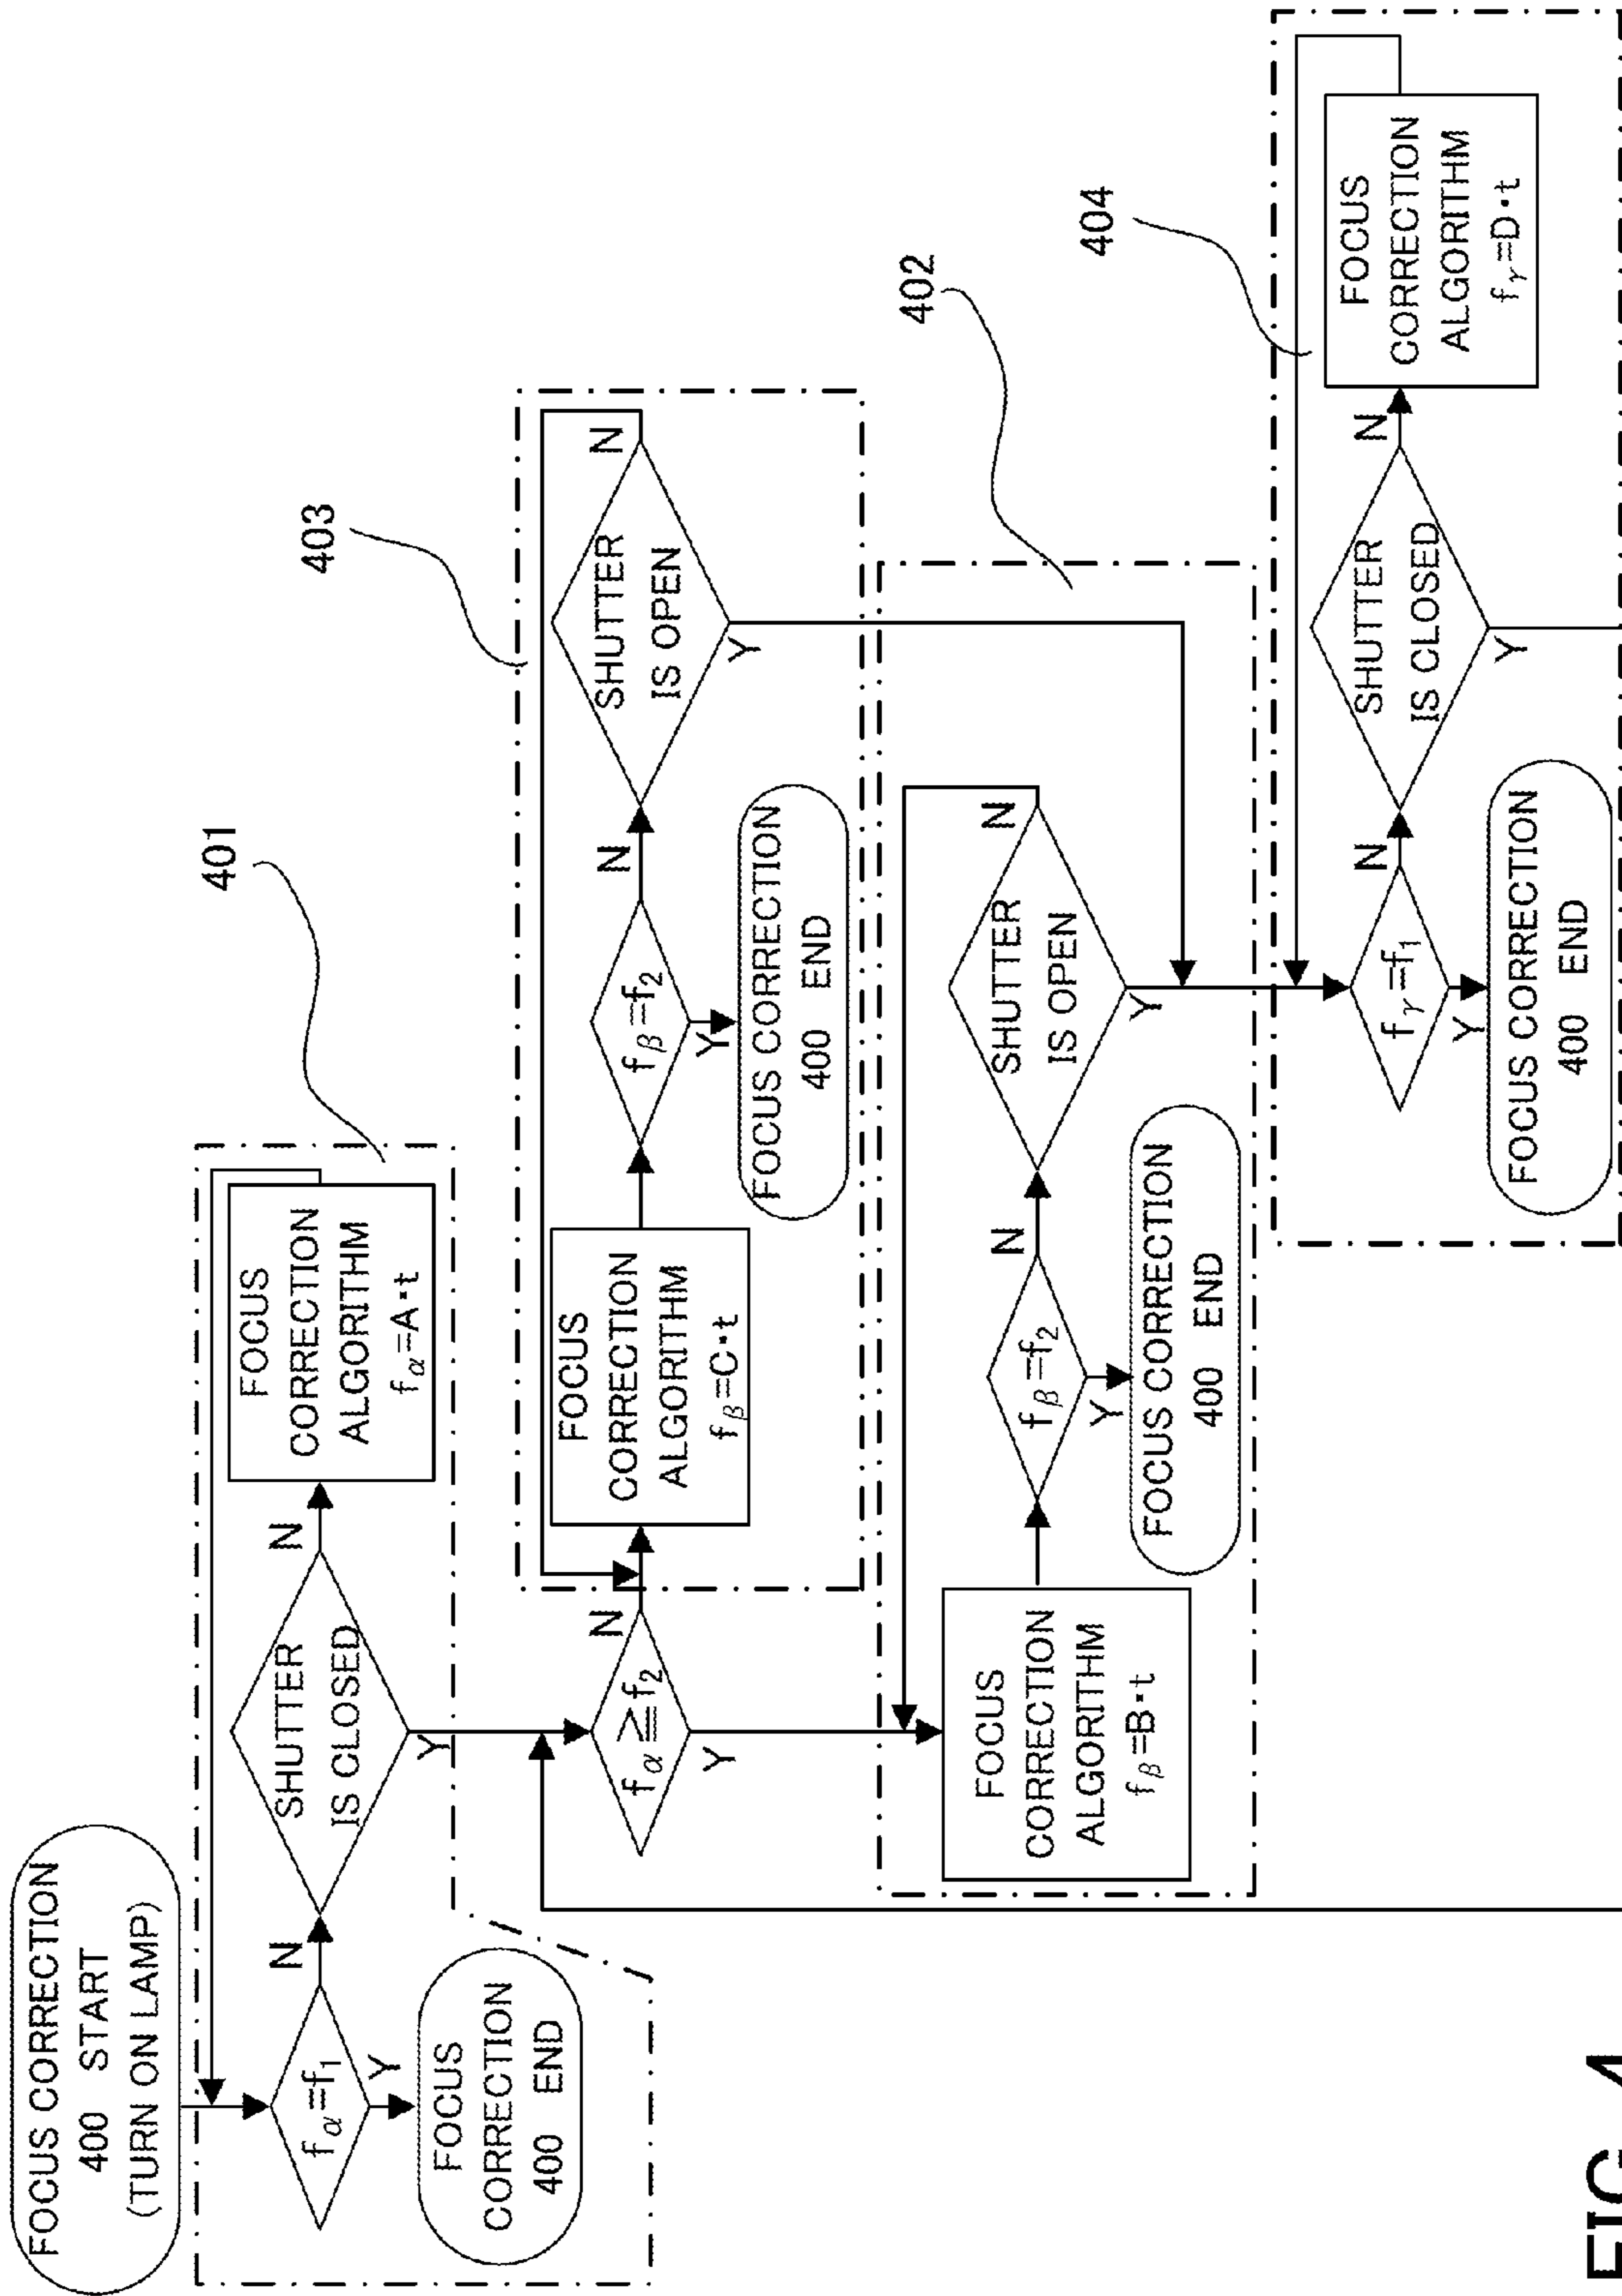 FOCUS CORRECTION
400 START
(TURN ON LAMP)
401
fα=f1
N
Y
FOCUS
CORRECTION
400 END
SHUTTER
IS CLOSED
N
Y
FOCUS
CORRECTION
ALGORITHM
fα=A·t
fα≧f2
N
Y
403
FOCUS
CORRECTION
ALGORITHM
fβ=C·t
fβ=f2
N
Y
FOCUS CORRECTION
400 END
SHUTTER
IS OPEN
N
Y
402
FOCUS
CORRECTION
ALGORITHM
fβ=B·t
fβ=f2
N
Y
FOCUS CORRECTION
400 END
SHUTTER
IS OPEN
N
Y
404
fγ=f1
N
Y
FOCUS CORRECTION
400 END
SHUTTER
IS CLOSED
N
Y
FOCUS
CORRECTION
ALGORITHM
fγ=D·t
FIG. 4